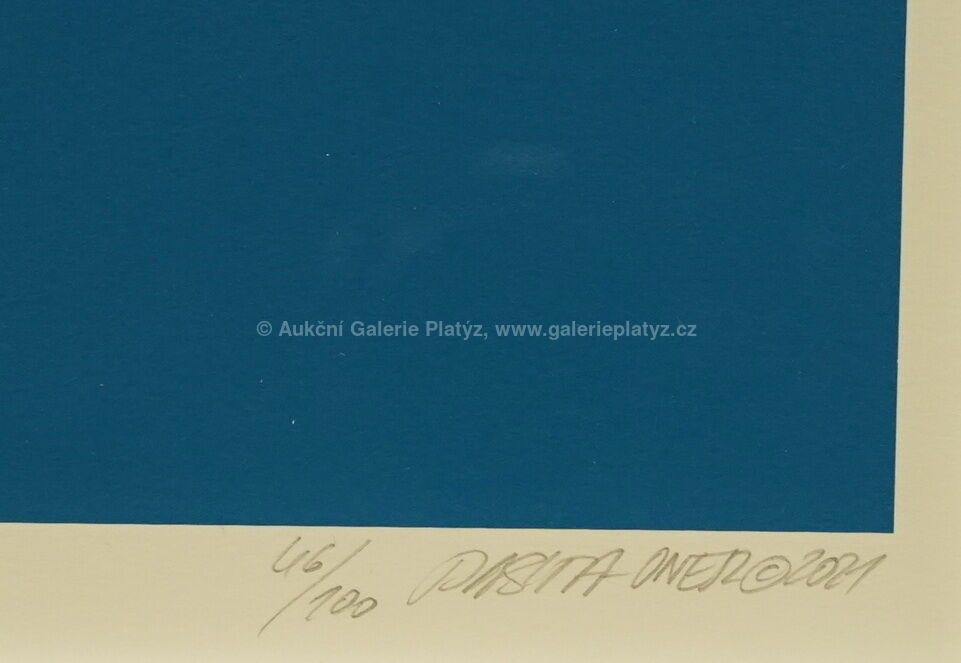 © Aukční Galerie Platýz, www.galerieplatyz.cz
46/100 PASTA ONER © 2021